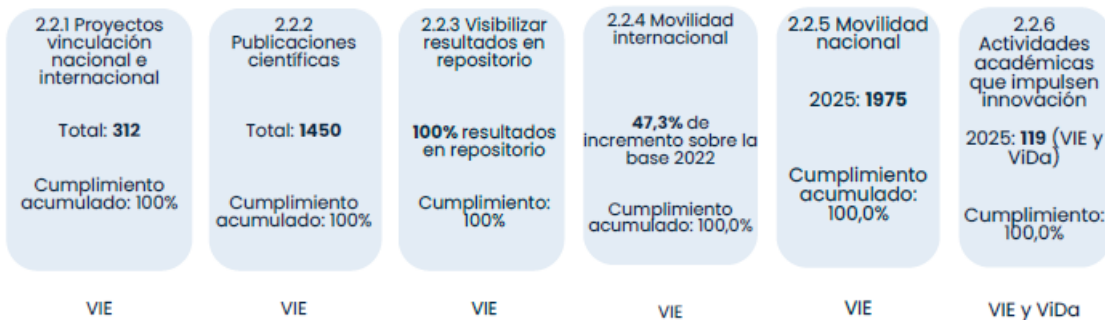 2.2.1 Proyectos
vinculación
nacional e
internacional
Total: 312
Cumplimiento
acumulado: 100%
VIE
2.2.2
Publicaciones
científicas
Total: 1450
Cumplimiento
acumulado: 100%
VIE
2.2.3 Visibilizar
resultados en
repositorio
100% resultados
en repositorio
Cumplimiento:
100%
VIE
2.2.4 Movilidad
internacional
47,3% de
incremento sobre la
base 2022
Cumplimiento
acumulado: 100,0%
VIE
2.2.5 Movilidad
nacional
2025: 1975
Cumplimiento
acumulado:
100,0%
VIE
2.2.6
Actividades
académicas
que impulsen
innovación
2025: 119 (VIE y
ViDa)
Cumplimiento:
100,0%
VIE y ViDa